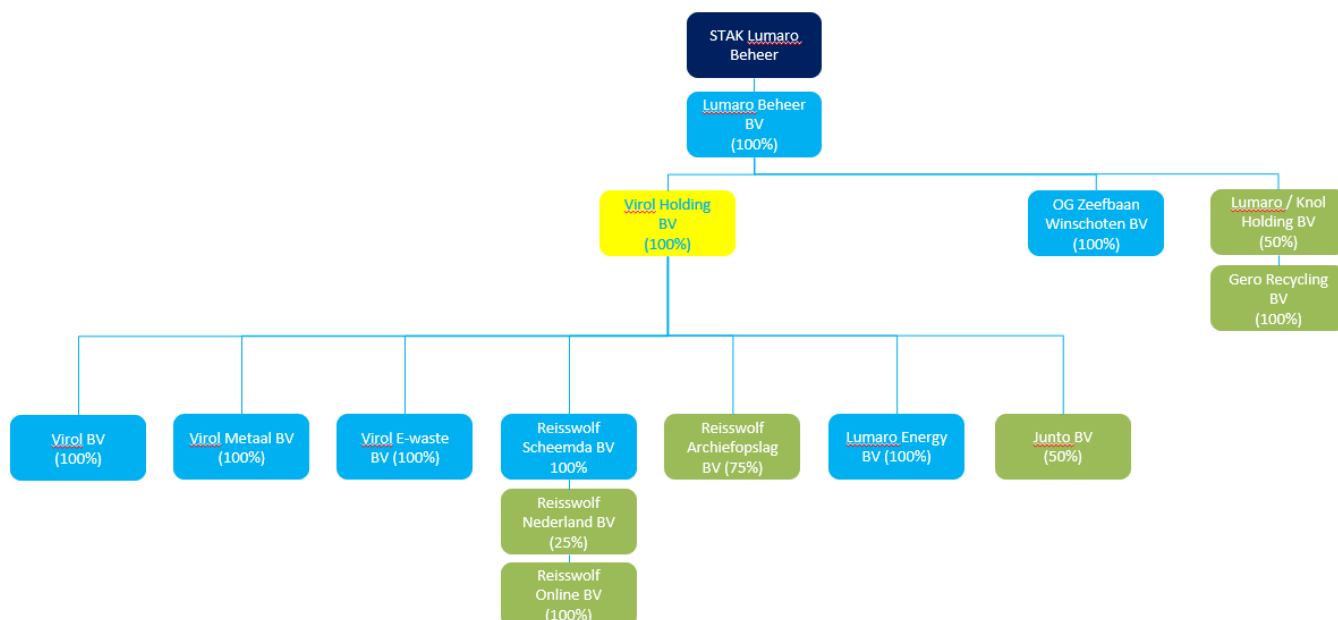 STAK Lumaro
Beheer
Lumaro Beheer
BV
(100%)
Virol Holding
BV
(100%)
OG Zeefbaan
Winschoten BV
(100%)
Lumaro / Knol
Holding BV
(50%)
Gero Recycling
BV
(100%)
Virol BV
(100%)
Virol Metaal BV
(100%)
Virol E-waste
BV (100%)
Reisswolf
Scheemda BV
100%
Reisswolf
Archiefopslag
BV (75%)
Lumaro Energy
BV (100%)
Junto BV
(50%)
Reisswolf
Nederland BV
(25%)
Reisswolf
Online BV
(100%)